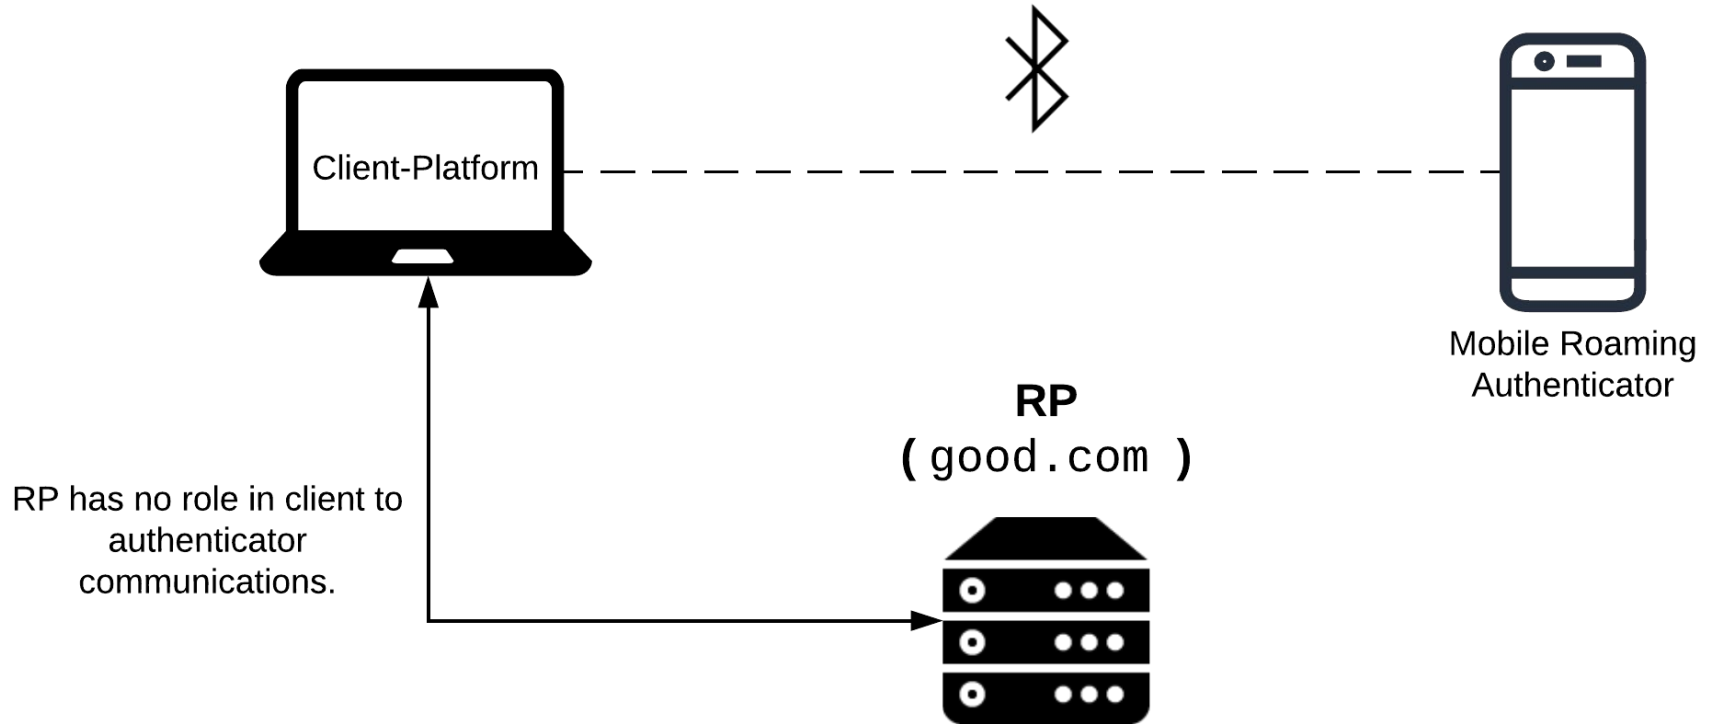 Client-Platform
Mobile Roaming
Authenticator
RP
( good.com )
RP has no role in client to
authenticator
communications.